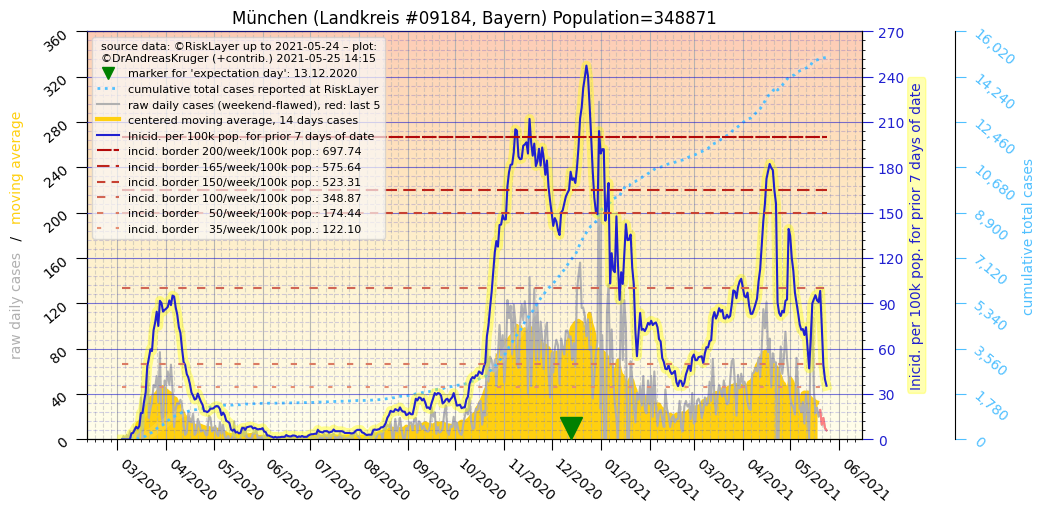 München (Landkreis #09184, Bayern) Population=348871
source data: ©RiskLayer up to 2021-05-24 – plot:
©DrAndreasKruger (+contrib.) 2021-05-25 14:15
marker for 'expectation day': 13.12.2020
cumulative total cases reported at RiskLayer
raw daily cases (weekend-flawed), red: last 5
centered moving average, 14 days cases
Inicid. per 100k pop. for prior 7 days of date
incid. border 200/week/100k pop.: 697.74
incid. border 165/week/100k pop.: 575.64
incid. border 150/week/100k pop.: 523.31
incid. border 100/week/100k pop.: 348.87
incid. border 50/week/100k pop.: 174.44
incid. border 35/week/100k pop.: 122.10
raw daily cases / moving average
360
320
280
240
200
160
120
80
40
0
270
240
210
180
150
120
90
60
30
0
Inicid. per 100k pop. for prior 7 days of date
16,020
14,240
12,460
10,680
8,900
7,120
5,340
3,560
1,780
0
cumulative total cases
03/2020
04/2020
05/2020
06/2020
07/2020
08/2020
09/2020
10/2020
11/2020
12/2020
01/2021
02/2021
03/2021
04/2021
05/2021
06/2021